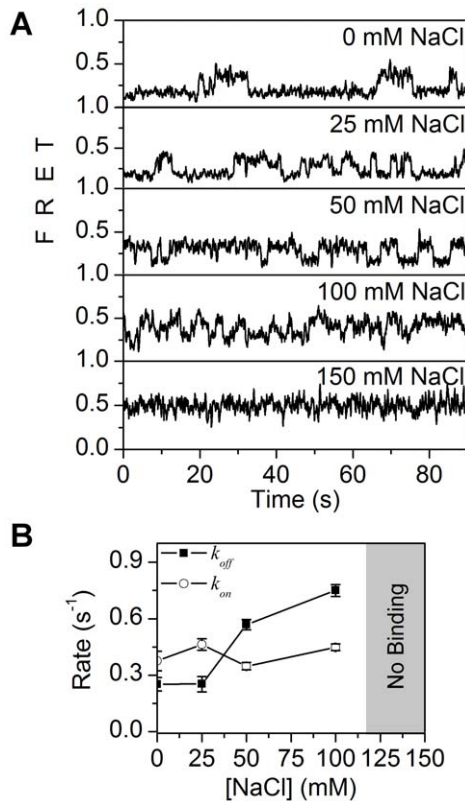 A
1.0
0 mM NaCl
0.5
1.0
25 mM NaCl
0.5
1.0
50 mM NaCl
0.5
1.0
100 mM NaCl
0.5
1.0
150 mM NaCl
0.5
0.0
F R E T
0 20 40 60 80
Time (s)
B
koff
kon
0.9
0.6
0.3
0.0
Rate (s⁻¹)
No Binding
0 25 50 75 100 125 150
[NaCl] (mM)